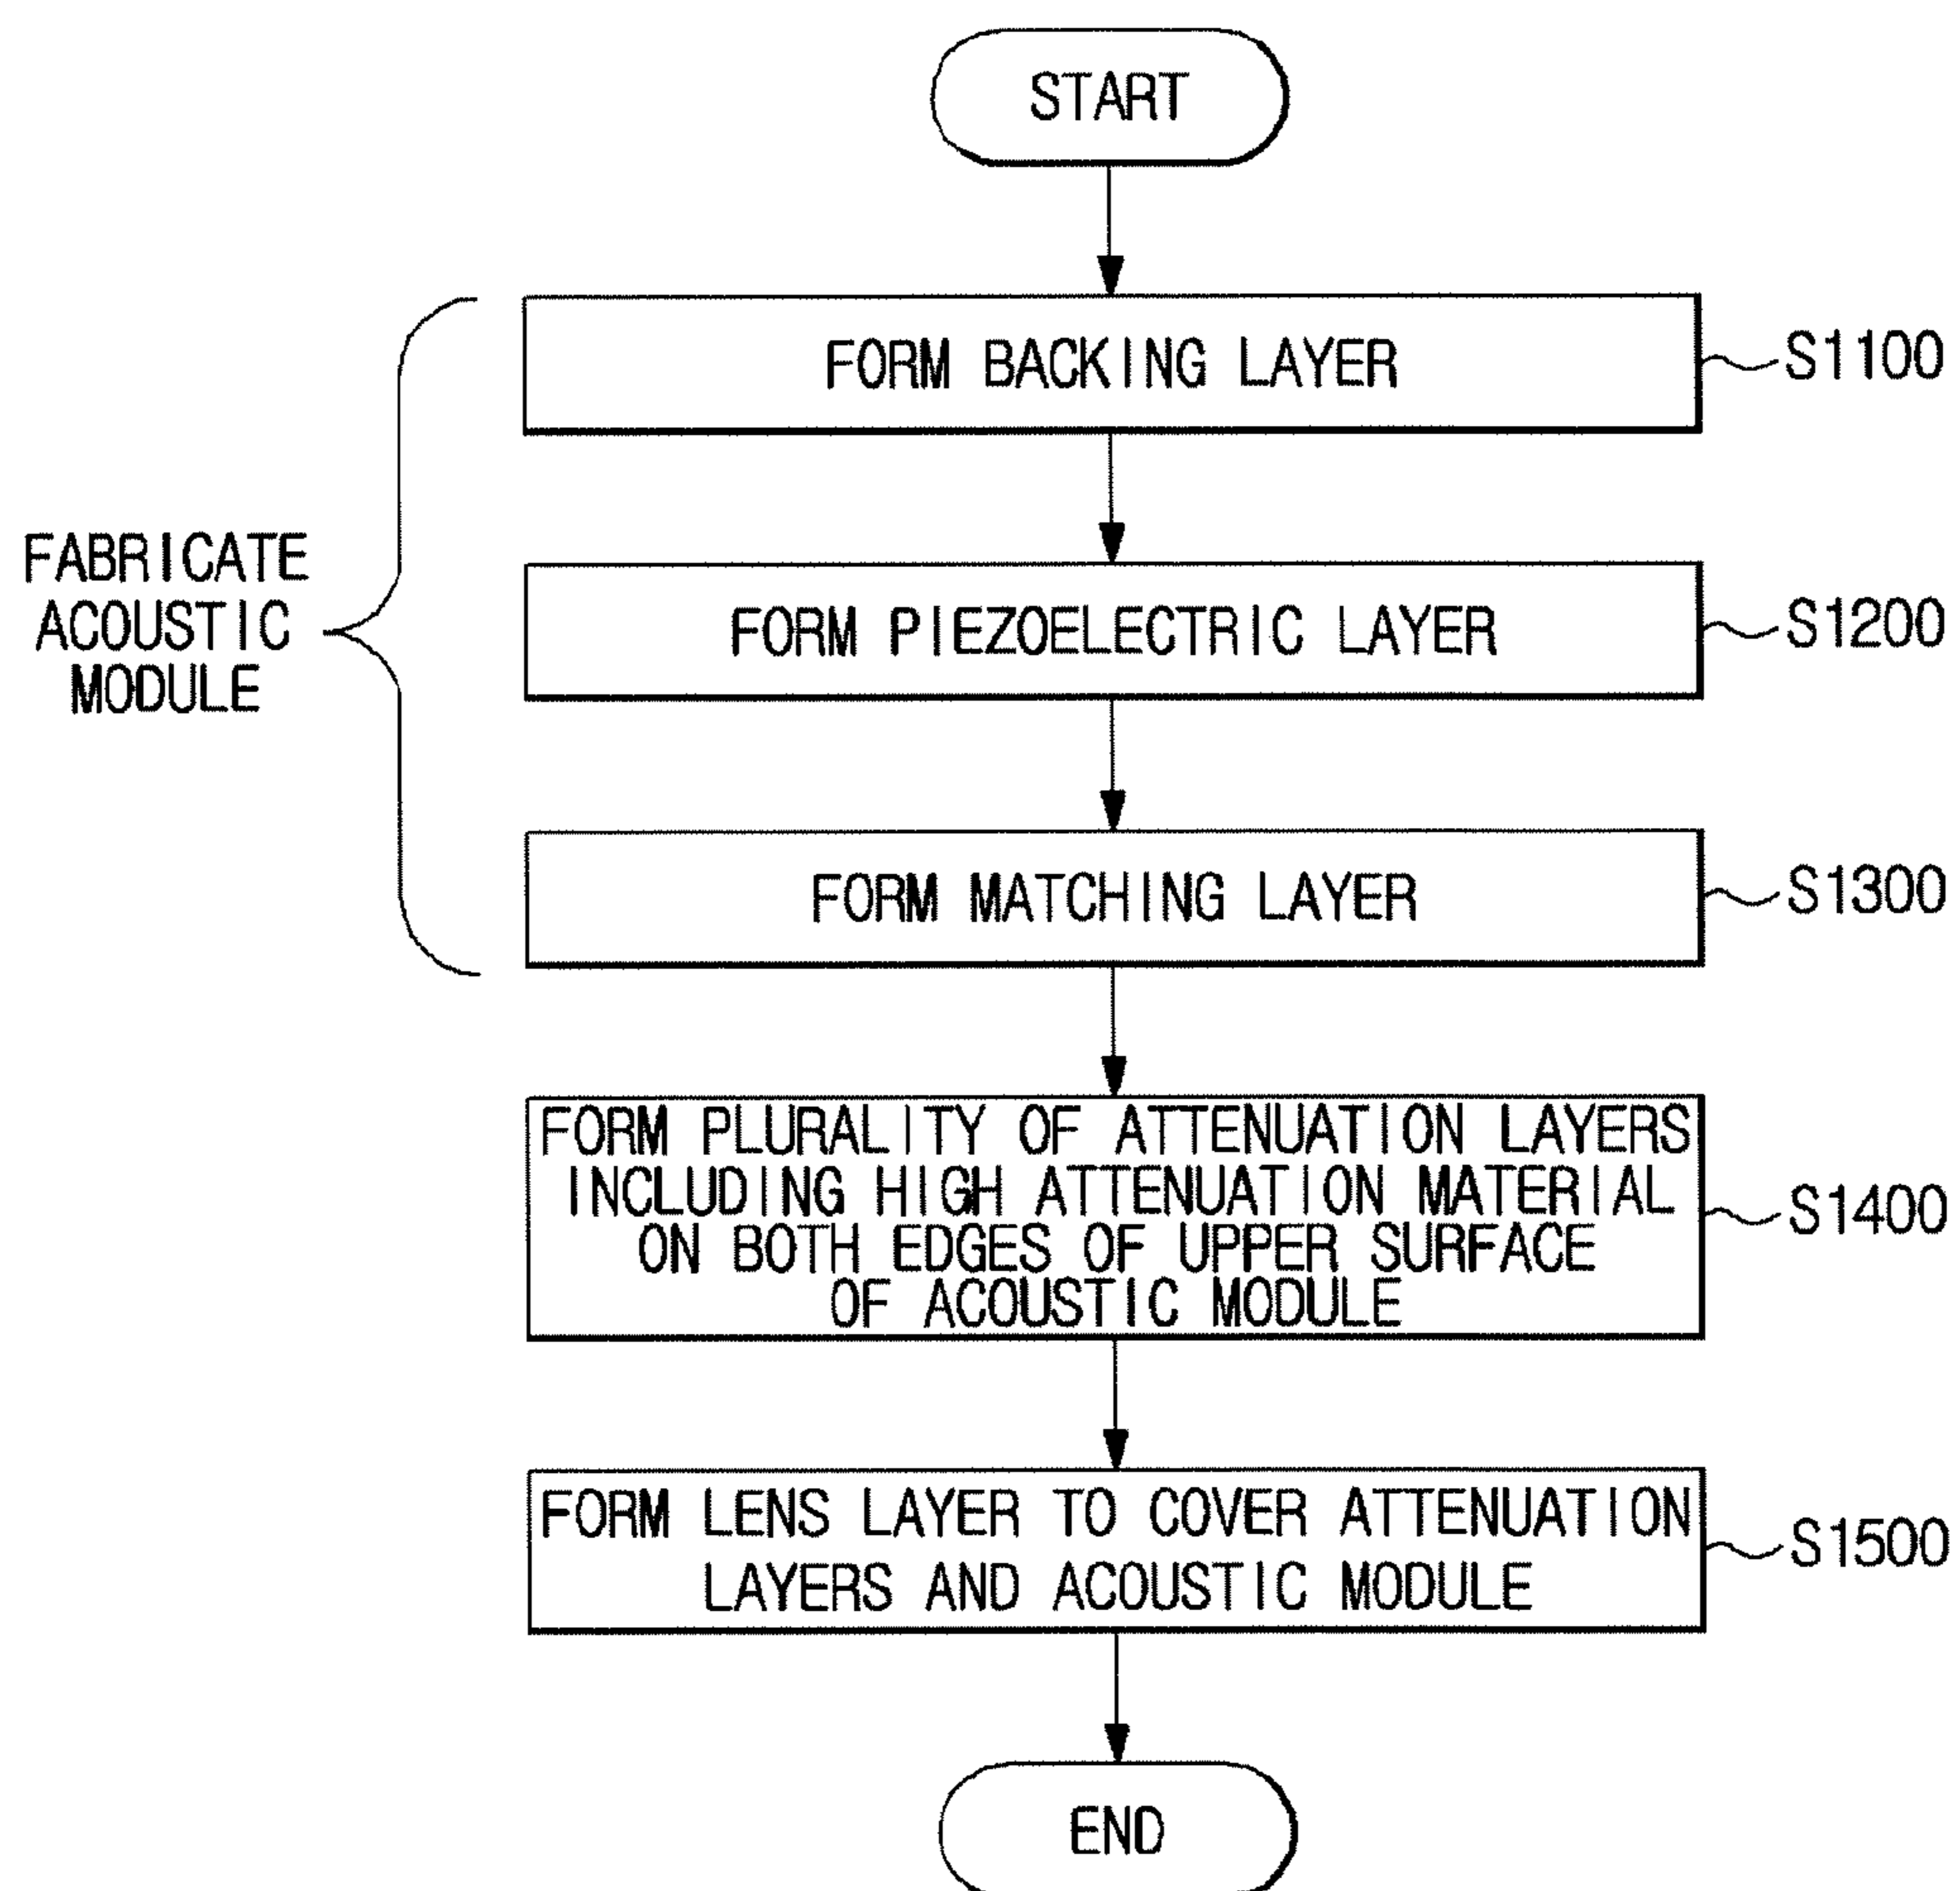 START
FORM BACKING LAYER
S1100
FABRICATE
ACOUSTIC
MODULE
FORM PIEZOELECTRIC LAYER
S1200
FORM MATCHING LAYER
S1300
FORM PLURALITY OF ATTENUATION LAYERS
INCLUDING HIGH ATTENUATION MATERIAL
ON BOTH EDGES OF UPPER SURFACE
OF ACOUSTIC MODULE
S1400
FORM LENS LAYER TO COVER ATTENUATION
LAYERS AND ACOUSTIC MODULE
S1500
END